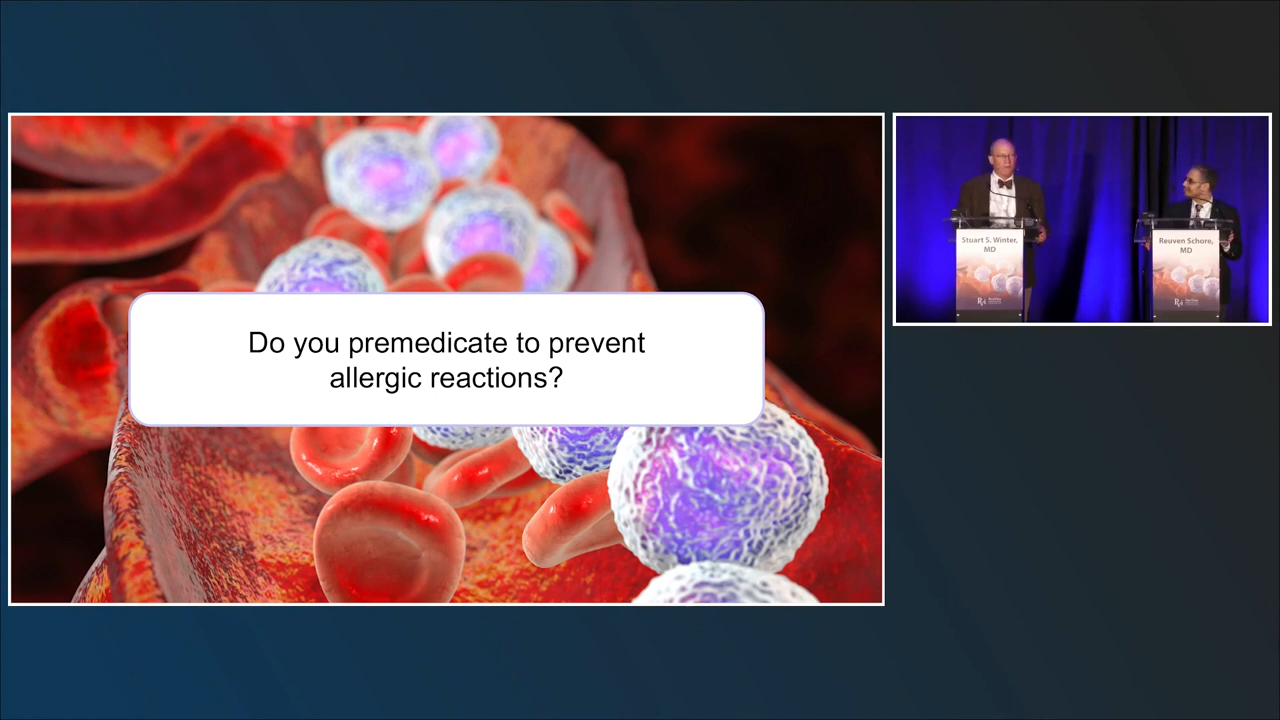 Do you premedicate to prevent
allergic reactions?
Stuart S. Winter,
MD
Reuven Schore,
MD